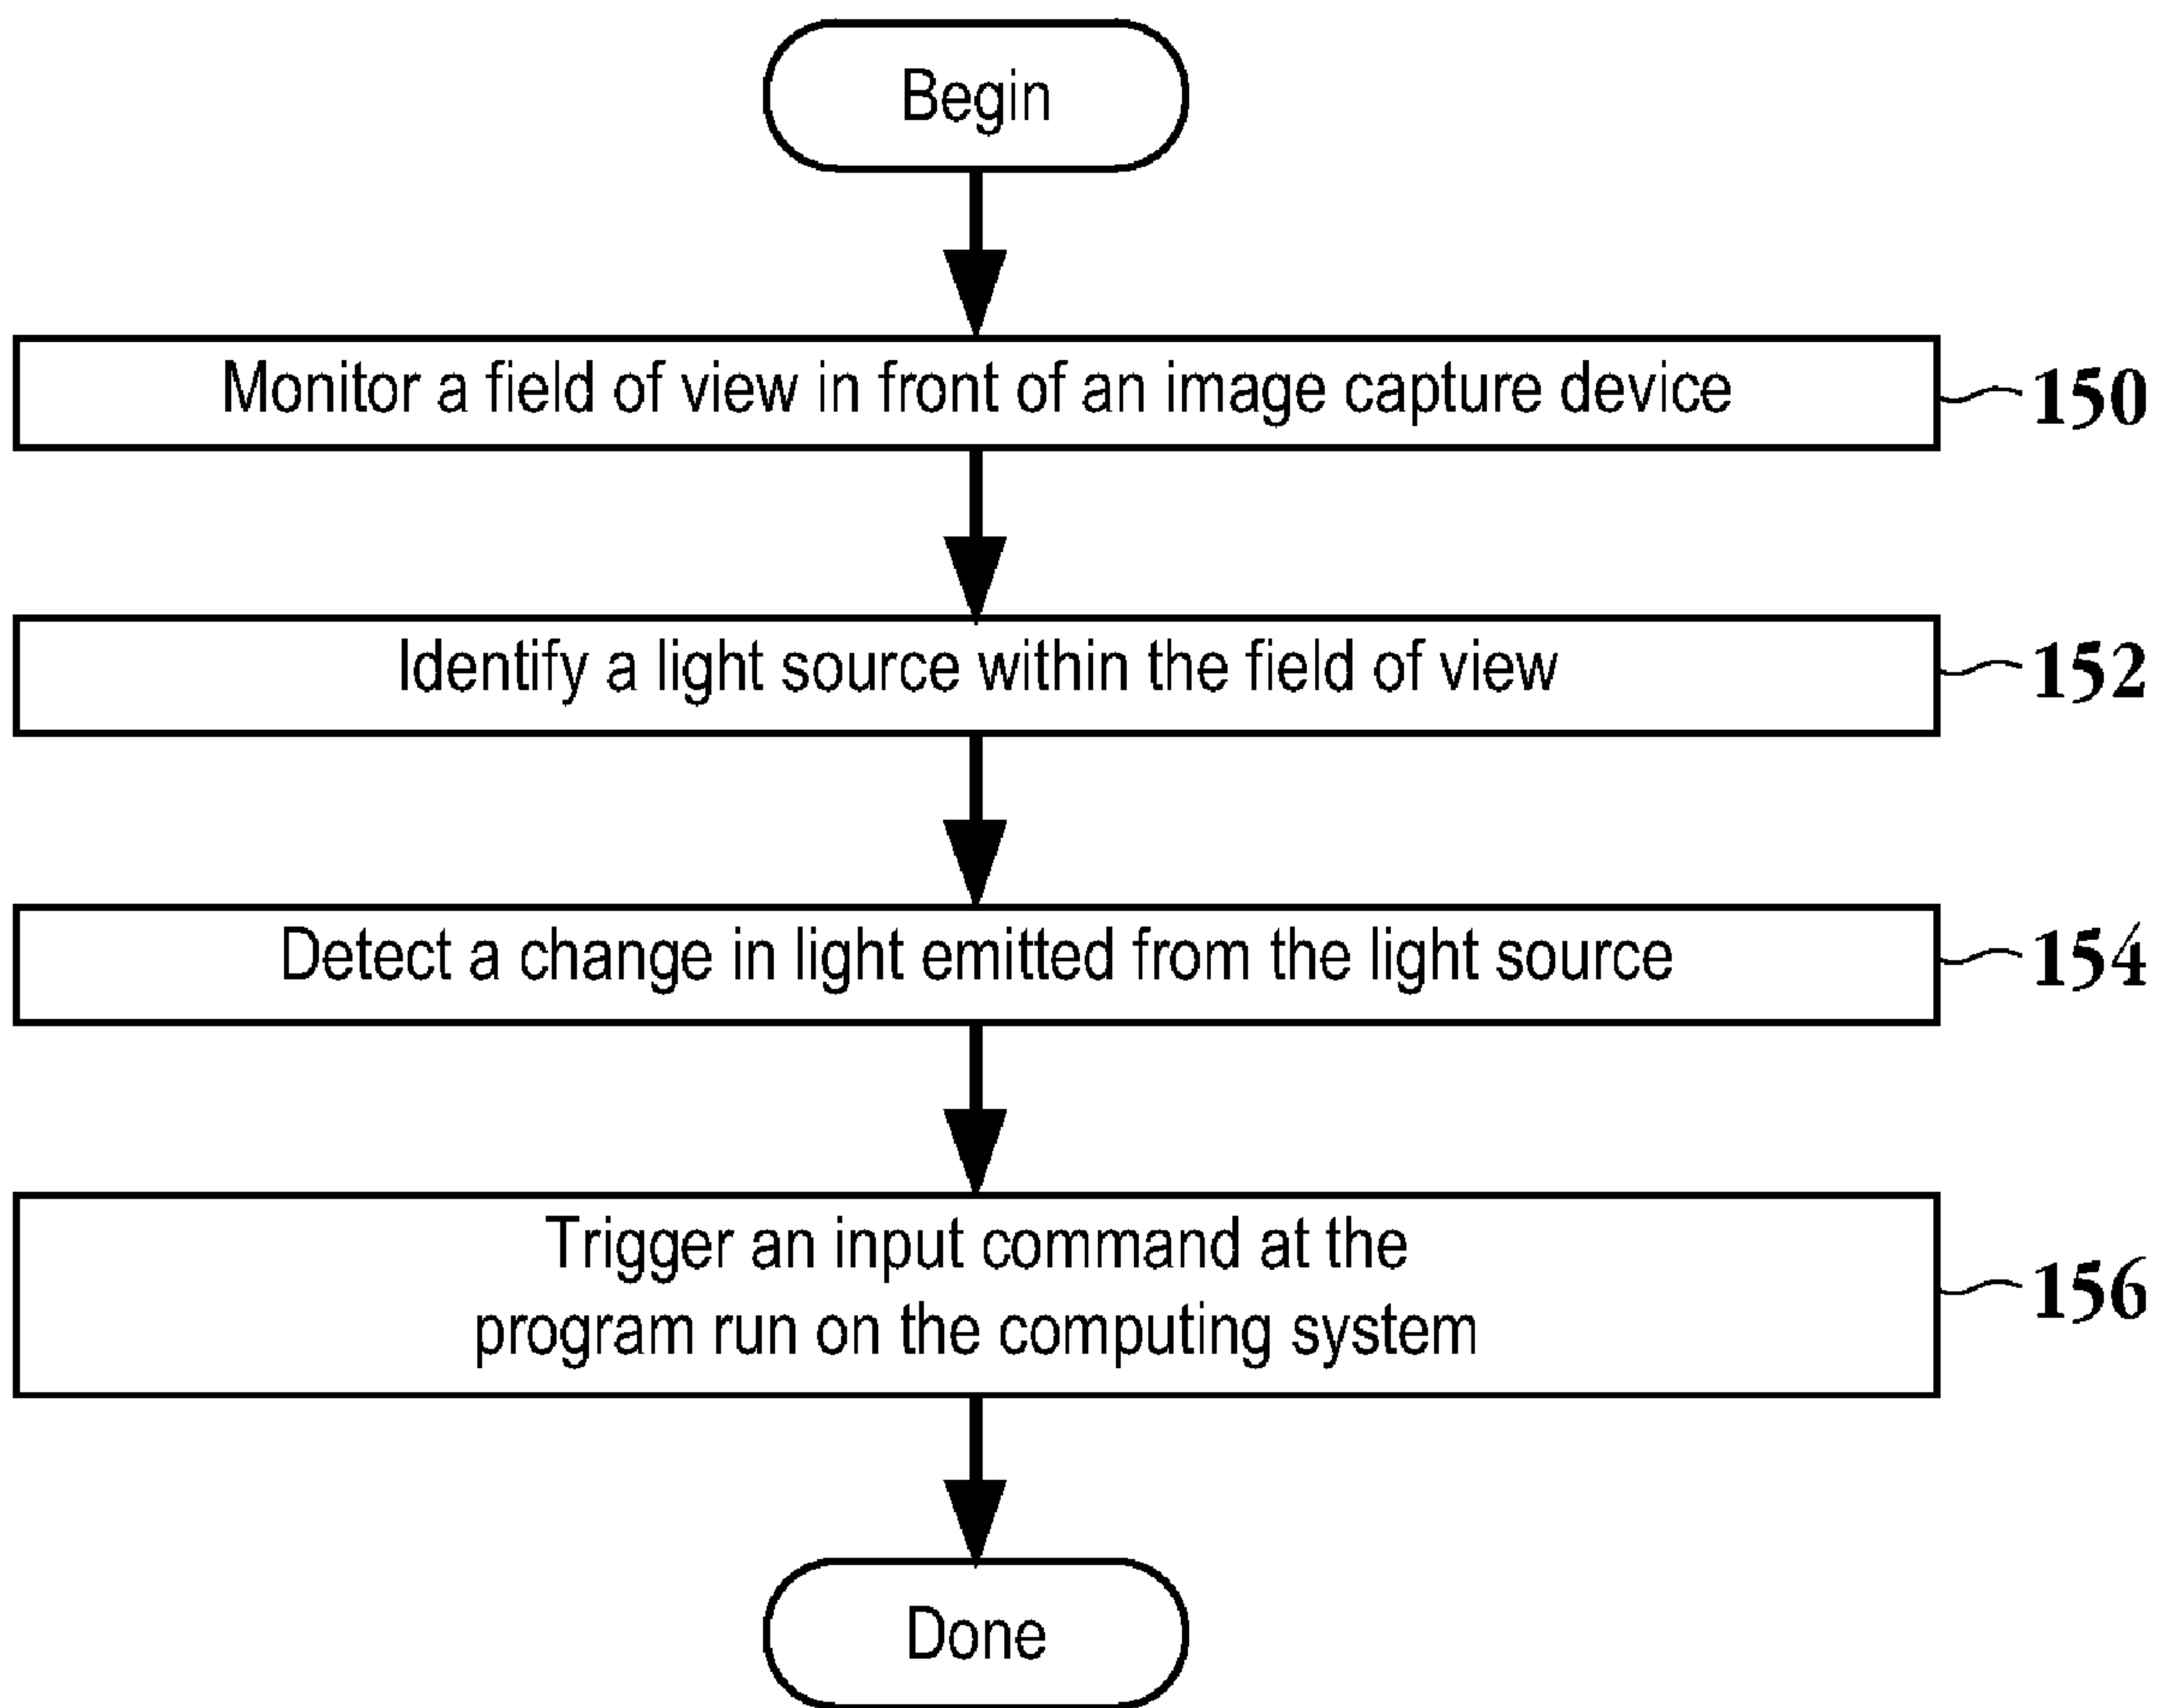 Begin
Monitor a field of view in front of an image capture device
150
Identify a light source within the field of view
152
Detect a change in light emitted from the light source
154
Trigger an input command at the
program run on the computing system
156
Done